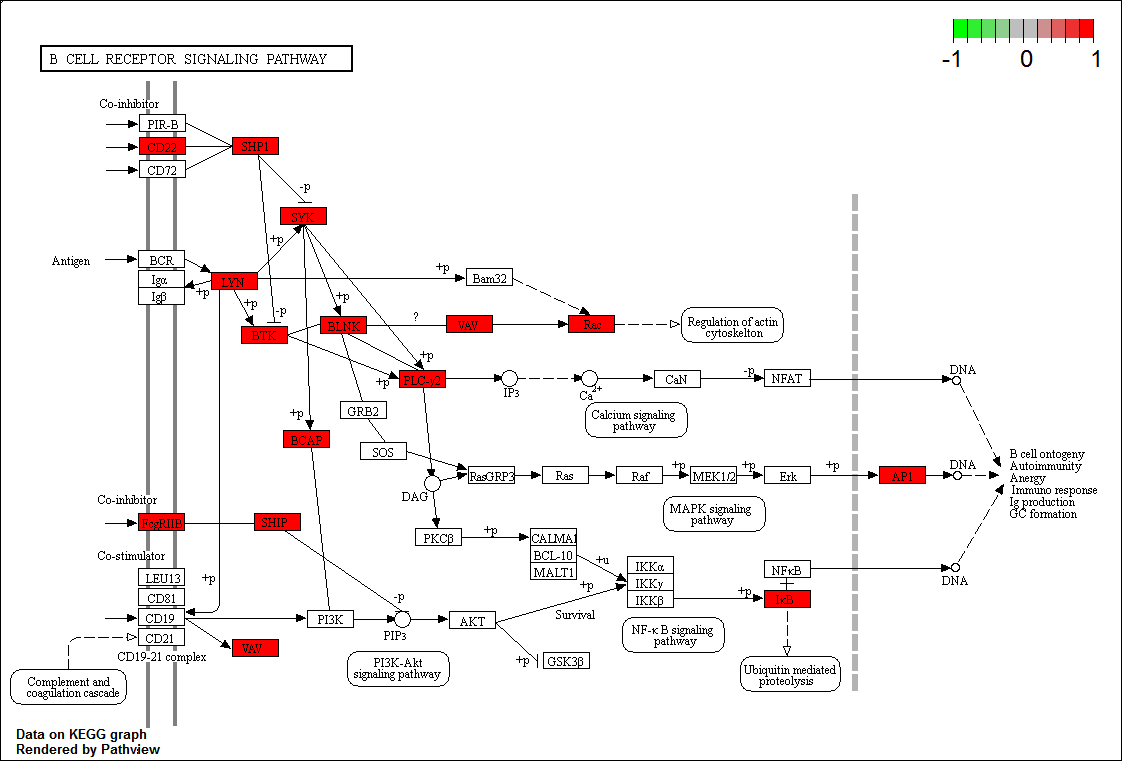 B CELL RECEPTOR SIGNALING PATHWAY
-1 0 1
Co-inhibitor
PIR-B
CD22
SHP1
CD72
-p
SYK
+p
Antigen
BCR
Igα
Igβ
+p
LYN
+p
Bam32
+p
-p
+p
BTK
BLNK
?
VAV
Rac
Regulation of actin
cytoskelton
+p
+p
PLC-γ2
IP3
Ca2+
CaN
-p
NFAT
DNA
Calcium signaling
pathway
GRB2
+p
BCAP
SOS
DAG
RasGRP3
Ras
Raf
+p
MEK1/2
+p
Erk
+p
AP1
DNA
B cell ontogeny
Autoimmunity
Anergy
Immuno response
Ig production
GC formation
MAPK signaling
pathway
Co-inhibitor
FcgRIIB
SHIP
PKCβ
+p
CALMA1
BCL-10
MALT1
+u
+p
IKKα
IKKγ
IKKβ
+p
NFκB
IκB
DNA
Co-stimulator
LEU13
+p
CD81
CD19
CD21
CD19-21 complex
VAV
-p
PI3K
PIP3
AKT
Survival
+p
GSK3β
NF-κ B signaling
pathway
PI3K-Akt
signaling pathway
Ubiquitin mediated
proteolysis
Complement and
coagulation cascade
Data on KEGG graph
Rendered by Pathview